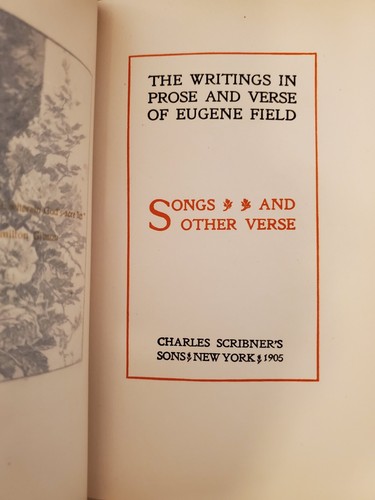 THE WRITINGS IN
PROSE AND VERSE
OF EUGENE FIELD
SONGS AND
OTHER VERSE
CHARLES SCRIBNER'S
SONS NEW YORK 1905